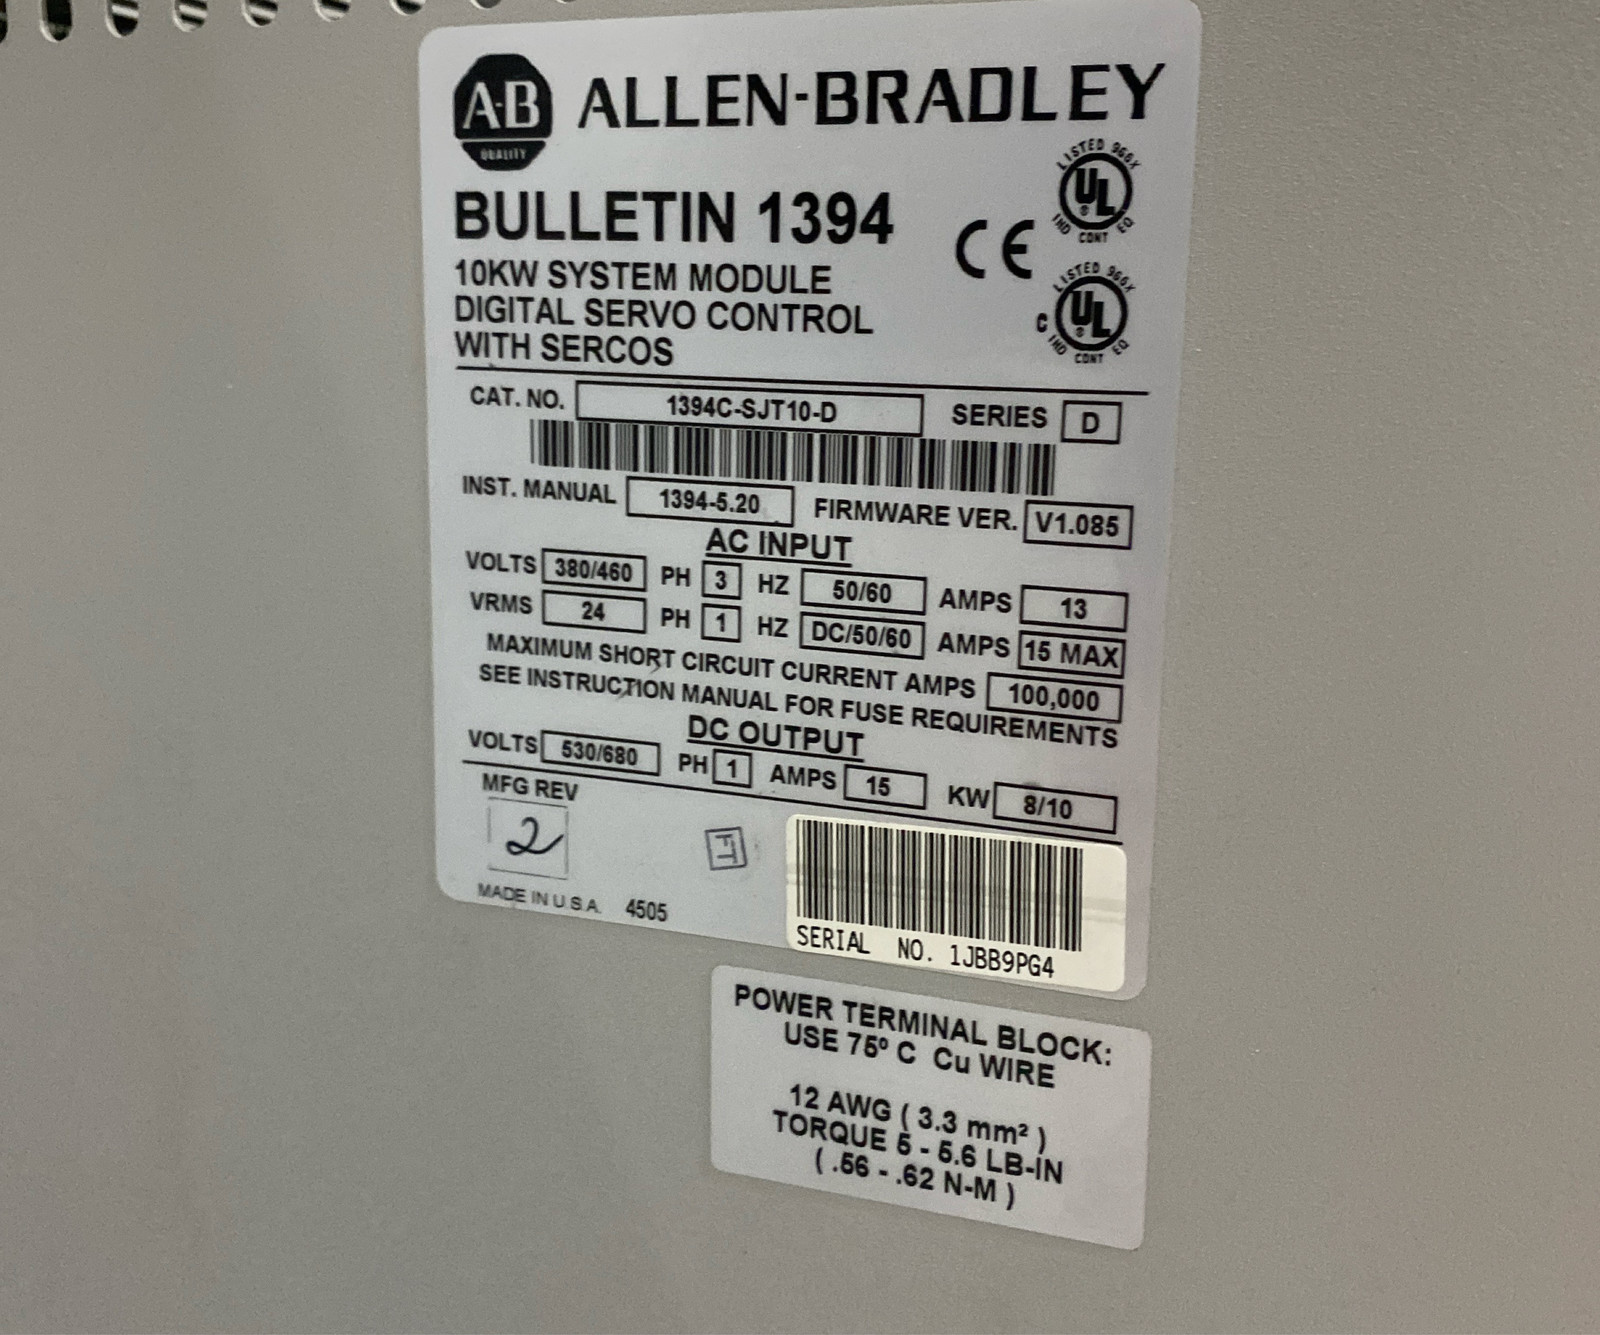 A-B QUALITY ALLEN-BRADLEY
LISTED 966X
UL
®
IND CONT EQ
BULLETIN 1394
CE
10KW SYSTEM MODULE
DIGITAL SERVO CONTROL
WITH SERCOS
LISTED 966X
C UL
®
IND CONT EQ
CAT. NO. 1394C-SJT10-D SERIES D
INST. MANUAL 1394-5.20 FIRMWARE VER. V1.085
AC INPUT
VOLTS 380/460 PH 3 HZ 50/60 AMPS 13
VRMS 24 PH 1 HZ DC/50/60 AMPS 15 MAX
MAXIMUM SHORT CIRCUIT CURRENT AMPS 100,000
SEE INSTRUCTION MANUAL FOR FUSE REQUIREMENTS
DC OUTPUT
VOLTS 530/680 PH 1 AMPS 15 KW 8/10
MFG REV
2
FT
MADE IN U.S.A. 4505
SERIAL NO. 1JBB9PG4
POWER TERMINAL BLOCK:
USE 75º C Cu WIRE
12 AWG ( 3.3 mm² )
TORQUE 5 - 5.6 LB-IN
( .56 - .62 N-M )